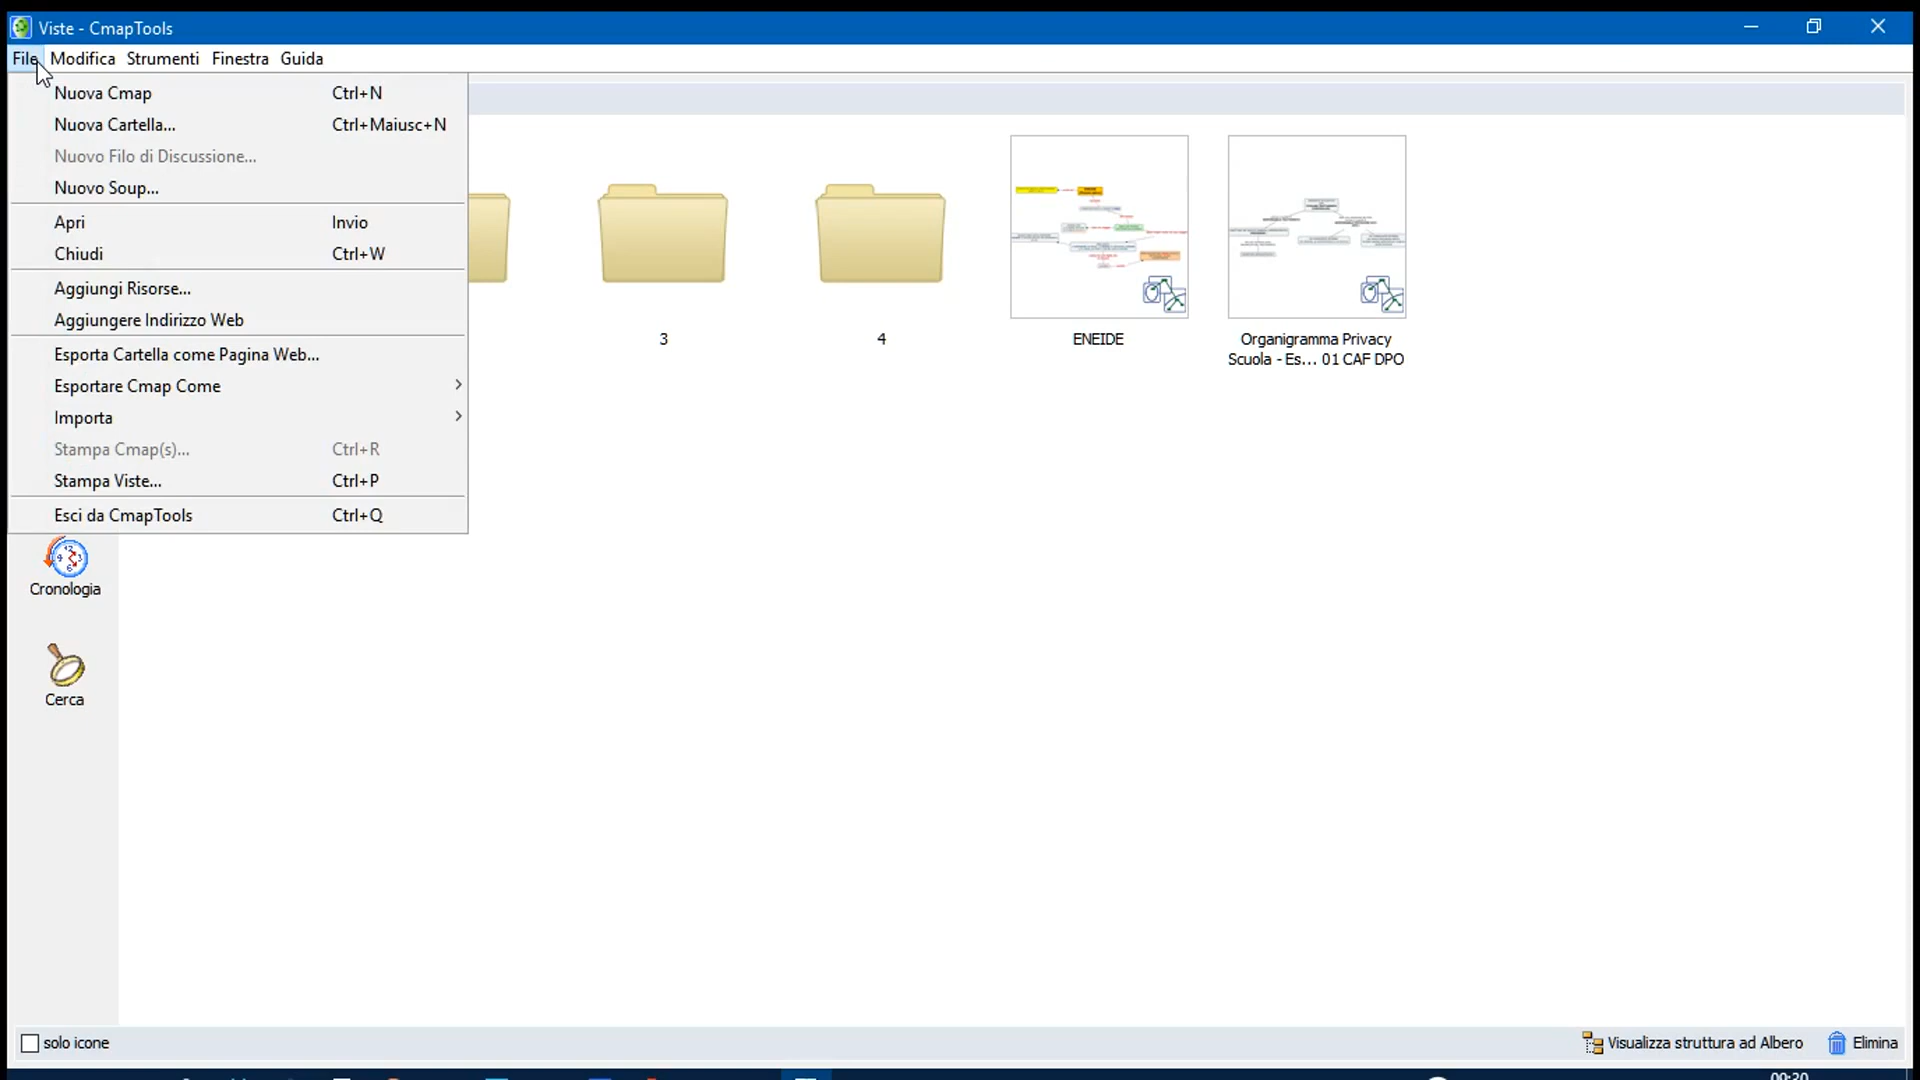 Viste - CmapTools
File Modifica Strumenti Finestra Guida
Nuova Cmap Ctrl+N
Nuova Cartella... Ctrl+Maiusc+N
Nuovo Filo di Discussione...
Nuovo Soup...
Apri Invio
Chiudi Ctrl+W
Aggiungi Risorse...
Aggiungere Indirizzo Web
Esporta Cartella come Pagina Web...
Esportare Cmap Come
Importa
Stampa Cmap(s)... Ctrl+R
Stampa Viste... Ctrl+P
Esci da CmapTools Ctrl+Q
3
4
ENEIDE
Organigramma Privacy
Scuola - Es... 01 CAF DPO
Cronologia
Cerca
solo icone
Visualizza struttura ad Albero
Elimina